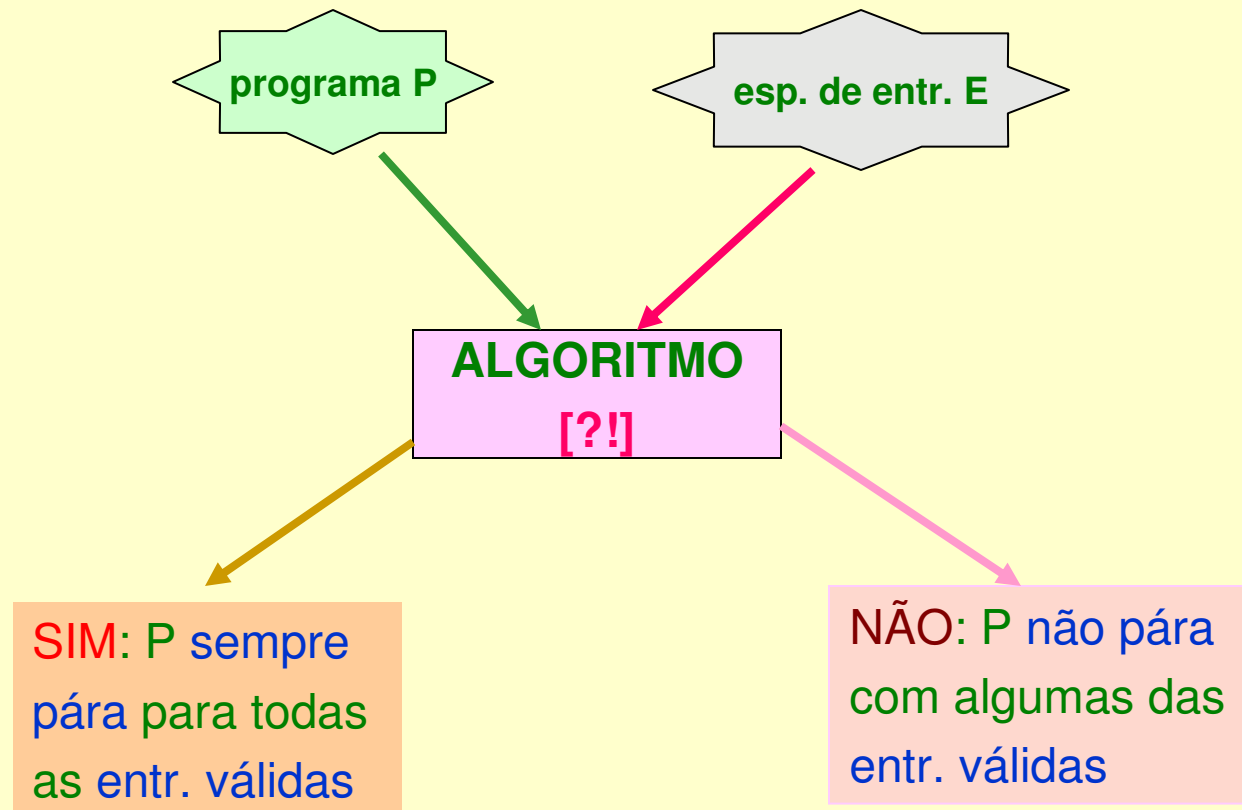 programa P
esp. de entr. E
ALGORITMO
[?!]
SIM: P sempre
pára para todas
as entr. válidas
NÃO: P não pára
com algumas das
entr. válidas